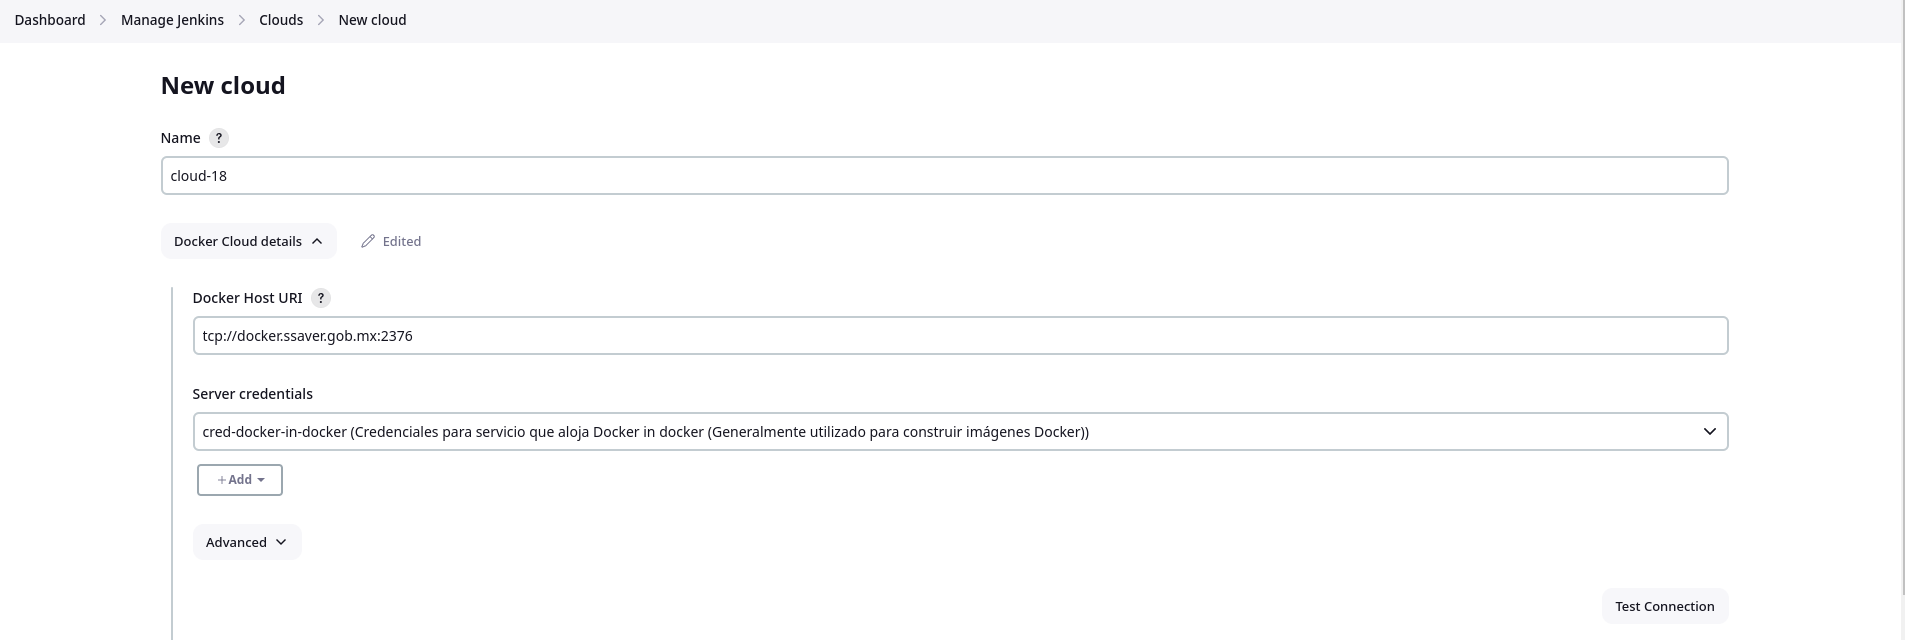 Dashboard > Manage Jenkins > Clouds > New cloud
New cloud
Name ?
cloud-18
Docker Cloud details Edited
Docker Host URI ?
tcp://docker.ssaver.gob.mx:2376
Server credentials
cred-docker-in-docker (Credenciales para servicio que aloja Docker in docker (Generalmente utilizado para construir imágenes Docker))
+ Add
Advanced
Test Connection